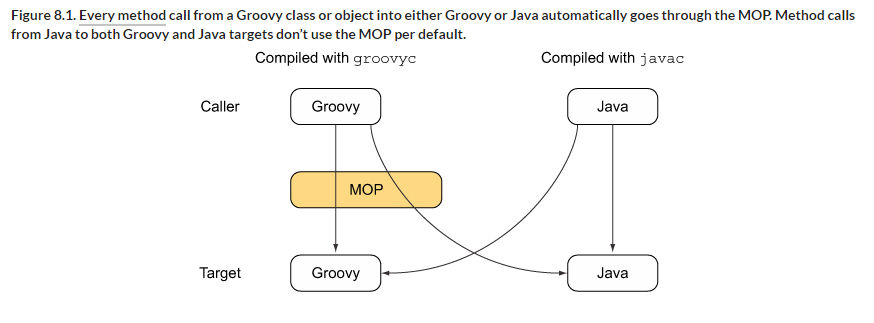 Figure 8.1. Every method call from a Groovy class or object into either Groovy or Java automatically goes through the MOP. Method calls
from Java to both Groovy and Java targets don’t use the MOP per default.
Compiled with groovyc Compiled with javac
Caller Groovy Java
MOP
Target Groovy Java